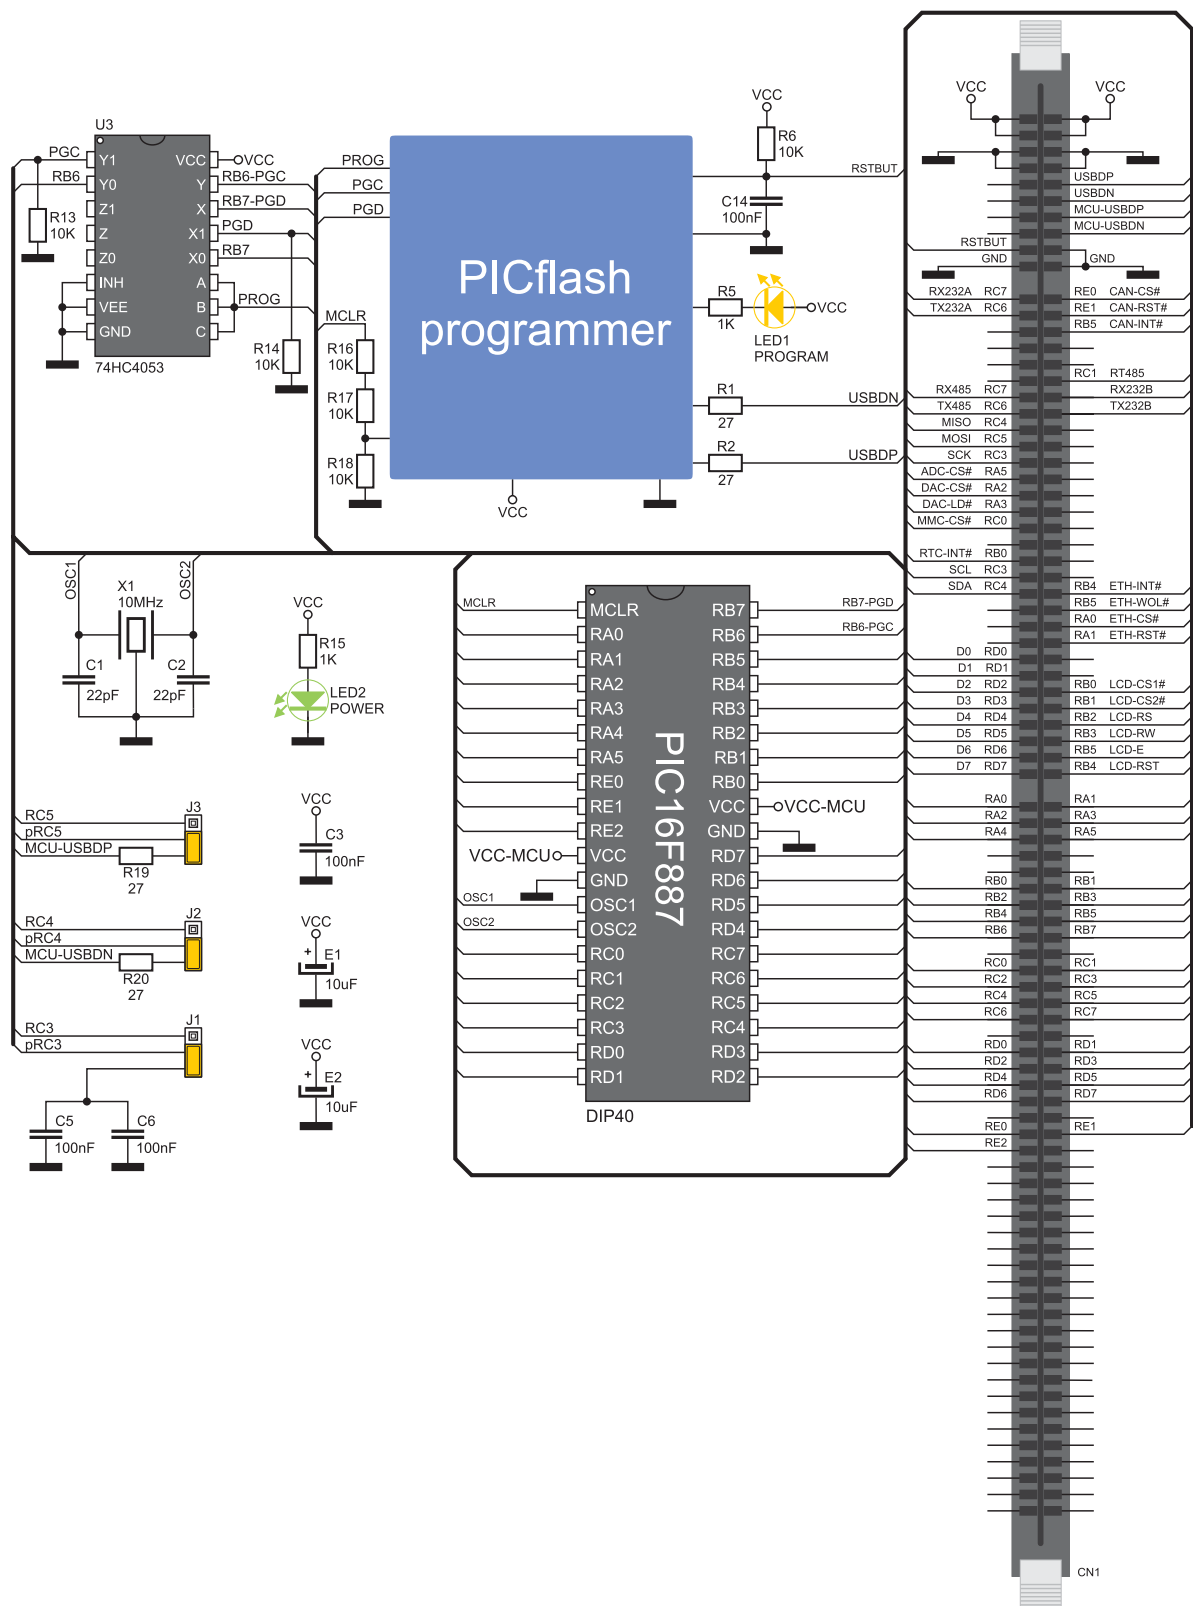 U3
PGC
RB6
R13
10K
Y1
Y0
Z1
Z
Z0
INH
VEE
GND
VCC
Y
X
X1
X0
A
B
C
74HC4053
VCC
RB6-PGC
RB7-PGD
PGD
RB7
PROG
R14
10K
PROG
PGC
PGD
MCLR
R16
10K
R17
10K
R18
10K
PICflash
programmer
VCC
VCC
R6
10K
RSTBUT
C14
100nF
R5
1K
VCC
LED1
PROGRAM
R1
27
USBDN
R2
27
USBDP
OSC1
OSC2
X1
10MHz
C1
22pF
C2
22pF
VCC
R15
1K
LED2
POWER
RC5
pRC5
MCU-USBDP
J3
R19
27
RC4
pRC4
MCU-USBDN
J2
R20
27
RC3
pRC3
J1
C5
100nF
C6
100nF
VCC
C3
100nF
VCC
+
E1
10uF
VCC
+
E2
10uF
MCLR
VCC-MCU
OSC1
OSC2
MCLR
RA0
RA1
RA2
RA3
RA4
RA5
RE0
RE1
RE2
VCC
GND
OSC1
OSC2
RC0
RC1
RC2
RC3
RD0
RD1
PIC16F887
RB7
RB6
RB5
RB4
RB3
RB2
RB1
RB0
VCC
GND
RD7
RD6
RD5
RD4
RC7
RC6
RC5
RC4
RD3
RD2
DIP40
RB7-PGD
RB6-PGC
VCC-MCU
VCC
VCC
USBDP
USBDN
MCU-USBDP
MCU-USBDN
RSTBUT
GND
GND
RX232A RC7
RE0 CAN-CS#
TX232A RC6
RE1 CAN-RST#
RB5 CAN-INT#
RC1 RT485
RX485 RC7
RX232B
TX485 RC6
TX232B
MISO RC4
MOSI RC5
SCK RC3
ADC-CS# RA5
DAC-CS# RA2
DAC-LD# RA3
MMC-CS# RC0
RTC-INT# RB0
SCL RC3
SDA RC4
RB4 ETH-INT#
RB5 ETH-WOL#
RA0 ETH-CS#
RA1 ETH-RST#
D0 RD0
D1 RD1
D2 RD2
RB0 LCD-CS1#
D3 RD3
RB1 LCD-CS2#
D4 RD4
RB2 LCD-RS
D5 RD5
RB3 LCD-RW
D6 RD6
RB5 LCD-E
D7 RD7
RB4 LCD-RST
RA0
RA1
RA2
RA3
RA4
RA5
RB0
RB1
RB2
RB3
RB4
RB5
RB6
RB7
RC0
RC1
RC2
RC3
RC4
RC5
RC6
RC7
RD0
RD1
RD2
RD3
RD4
RD5
RD6
RD7
RE0
RE1
RE2
CN1